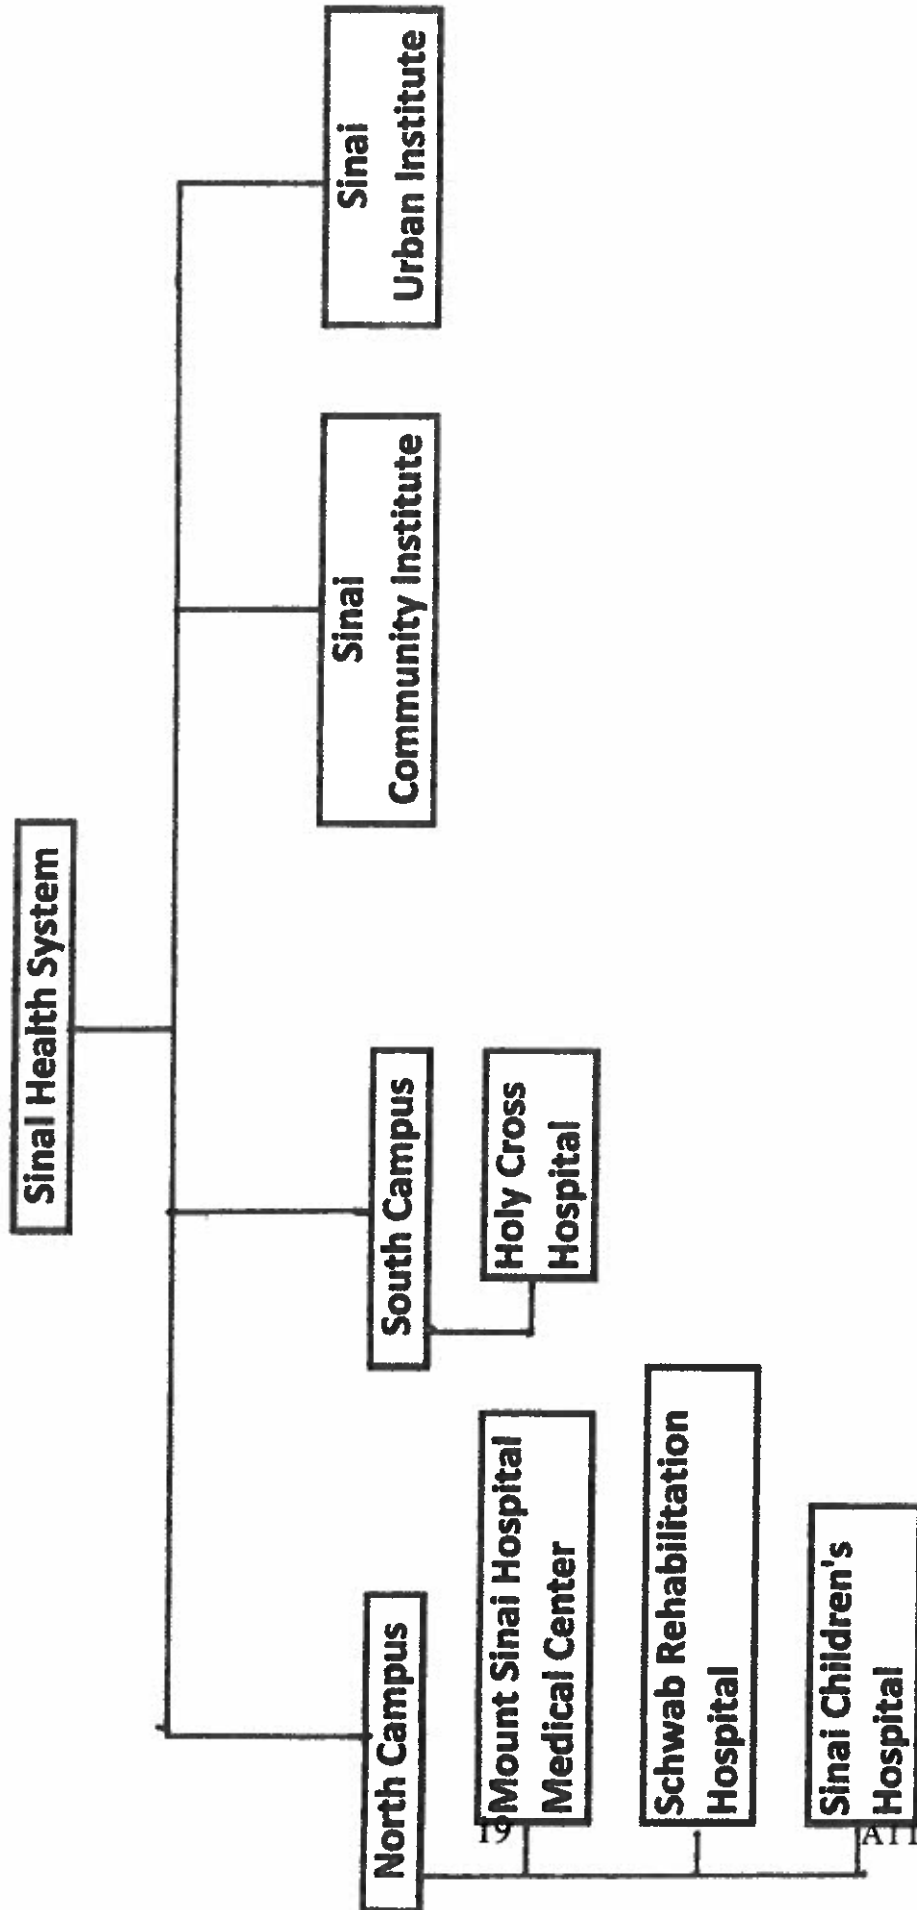 Sinai Health System
North Campus
Mount Sinai Hospital
Medical Center
Schwab Rehabilitation
Hospital
Sinai Children's
Hospital
South Campus
Holy Cross
Hospital
Sinai
Community Institute
Sinai
Urban Institute
19